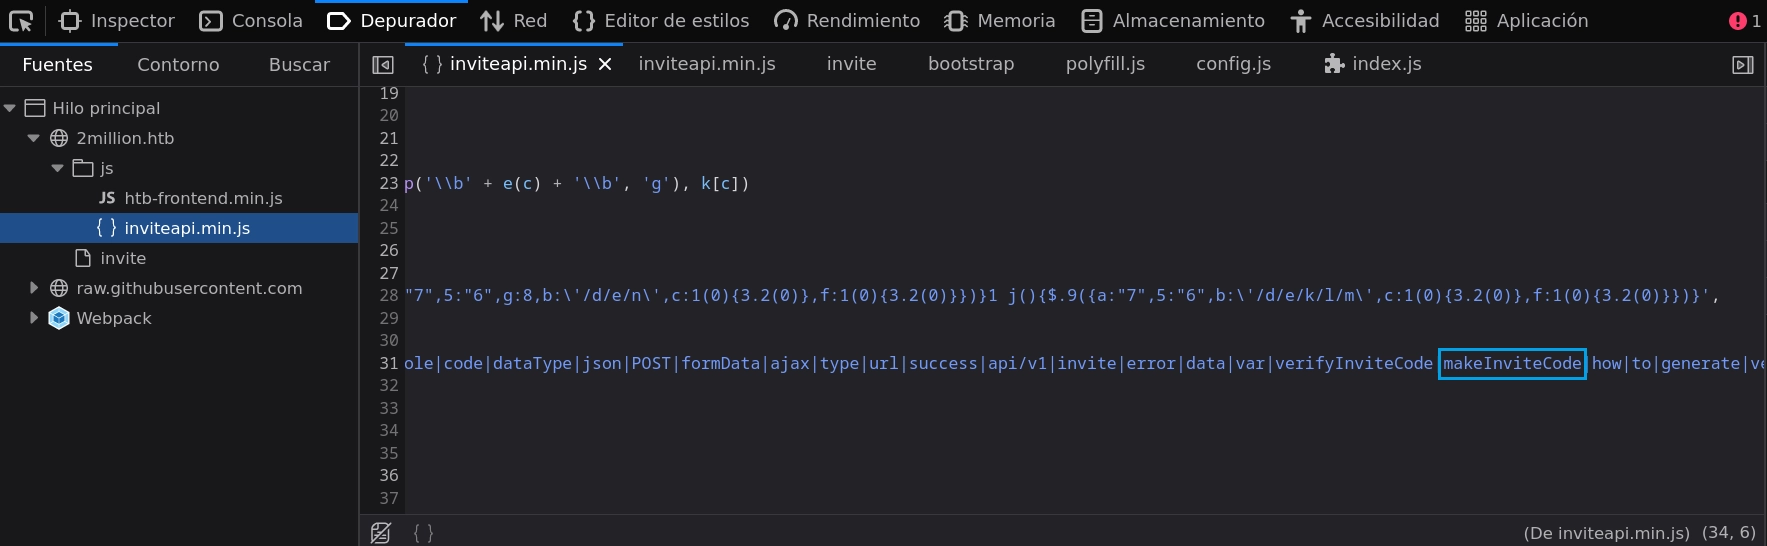 Inspector Consola Depurador Red Editor de estilos Rendimiento Memoria Almacenamiento Accesibilidad Aplicación 1
Fuentes Contorno Buscar
{ } inviteapi.min.js inviteapi.min.js invite bootstrap polyfill.js config.js index.js
Hilo principal
2million.htb
js
JS htb-frontend.min.js
{ } inviteapi.min.js
invite
raw.githubusercontent.com
Webpack
19
20
21
22
23 p('\\b' + e(c) + '\\b', 'g'), k[c])
24
25
26
27
28 "7",5:"6",g:8,b:\'/d/e/n\',c:1(0){3.2(0)},f:1(0){3.2(0)}})}1 j(){$.9({a:"7",5:"6",b:\'/d/e/k/l/m\',c:1(0){3.2(0)},f:1(0){3.2(0)}})}',
29
30
31 ole|code|dataType|json|POST|formData|ajax|type|url|success|api/v1|invite|error|data|var|verifyInviteCode|makeInviteCode|how|to|generate|ve
32
33
34
35
36
37
{ } (De inviteapi.min.js) (34, 6)